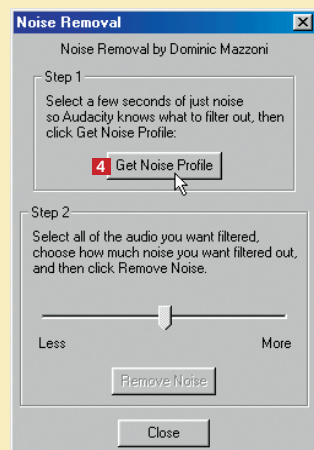 Noise Removal
Noise Removal by Dominic Mazzoni
Step 1
Select a few seconds of just noise
so Audacity knows what to filter out, then
click Get Noise Profile:
4 Get Noise Profile
Step 2
Select all of the audio you want filtered,
choose how much noise you want filtered out,
and then click Remove Noise.
Less More
Remove Noise
Close